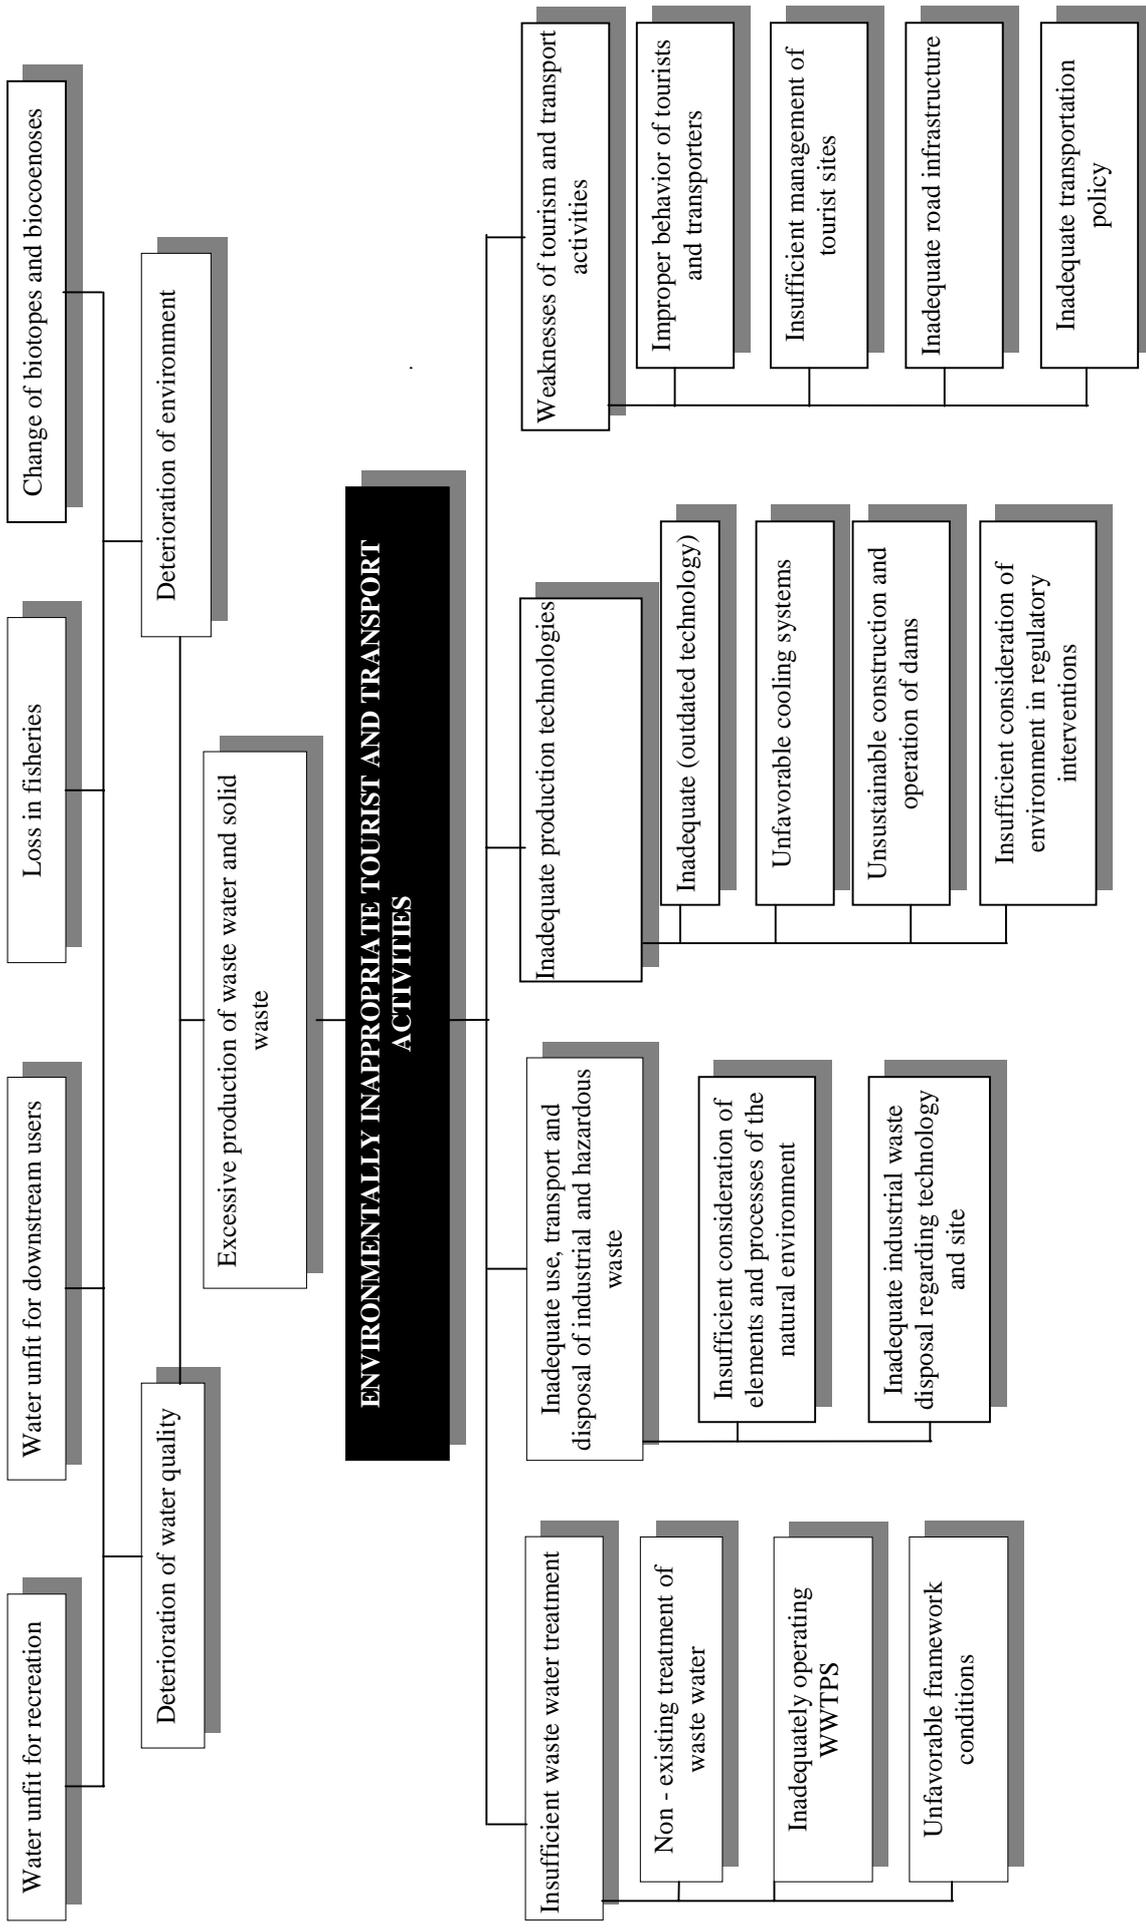 Water unfit for recreation
Water unfit for downstream users
Loss in fisheries
Change of biotopes and biocoenoses
Deterioration of water quality
Deterioration of environment
Excessive production of waste water and solid
waste
ENVIRONMENTALLY INAPPROPRIATE TOURIST AND TRANSPORT
ACTIVITIES
Insufficient waste water treatment
Non - existing treatment of
waste water
Inadequately operating
WWTPS
Unfavorable framework
conditions
Inadequate use, transport and
disposal of industrial and hazardous
waste
Insufficient consideration of
elements and processes of the
natural environment
Inadequate industrial waste
disposal regarding technology
and site
Inadequate production technologies
Inadequate (outdated technology)
Unfavorable cooling systems
Unsustainable construction and
operation of dams
Insufficient consideration of
environment in regulatory
interventions
Weaknesses of tourism and transport
activities
Improper behavior of tourists
and transporters
Insufficient management of
tourist sites
Inadequate road infrastructure
Inadequate transportation
policy